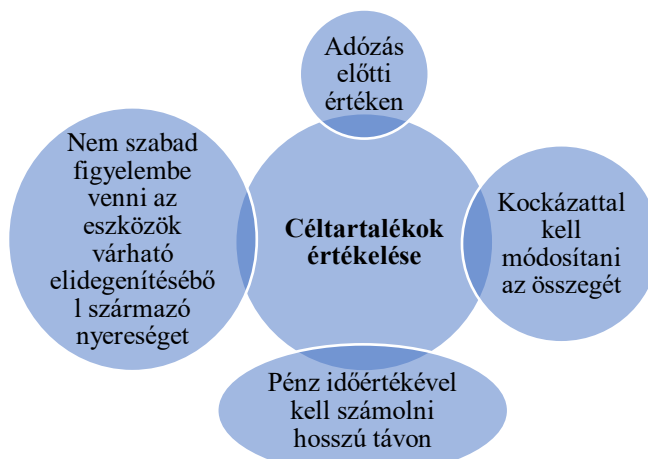 Adózás
előtti
értéken
Nem szabad
figyelembe
venni az
eszközök
várható
elidegenítésébő
l származó
nyereséget
Céltartalékok
értékelése
Kockázattal
kell
módosítani
az összegét
Pénz időértékével
kell számolni
hosszú távon